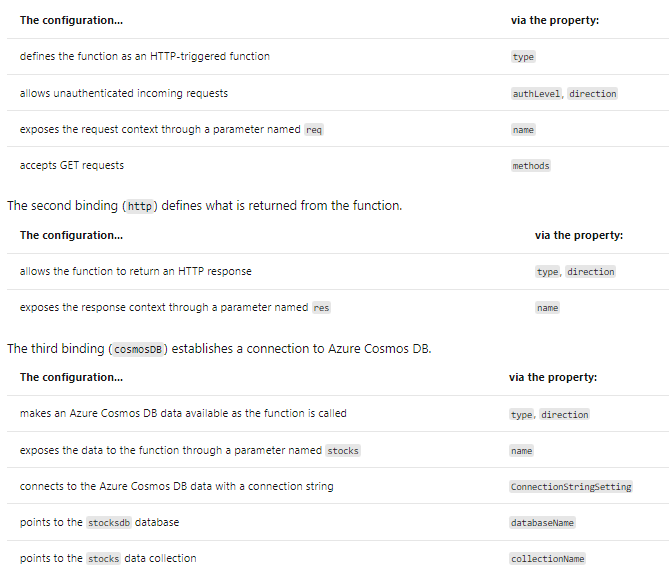 The configuration... via the property:
defines the function as an HTTP-triggered function type
allows unauthenticated incoming requests authLevel, direction
exposes the request context through a parameter named req name
accepts GET requests methods
The second binding (http) defines what is returned from the function.
The configuration... via the property:
allows the function to return an HTTP response type, direction
exposes the response context through a parameter named res name
The third binding (cosmosDB) establishes a connection to Azure Cosmos DB.
The configuration... via the property:
makes an Azure Cosmos DB data available as the function is called type, direction
exposes the data to the function through a parameter named stocks name
connects to the Azure Cosmos DB data with a connection string ConnectionStringSetting
points to the stocksdb database databaseName
points to the stocks data collection collectionName